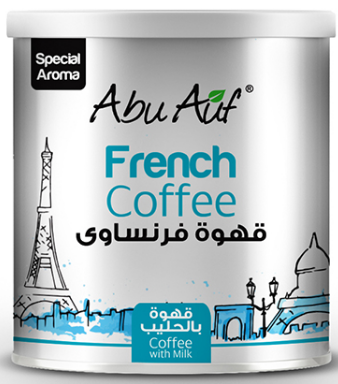 Special
Aroma
Abu Auf®
French
Coffee
قهوة فرنساوى
قهوة
بالحليب
Coffee
with Milk